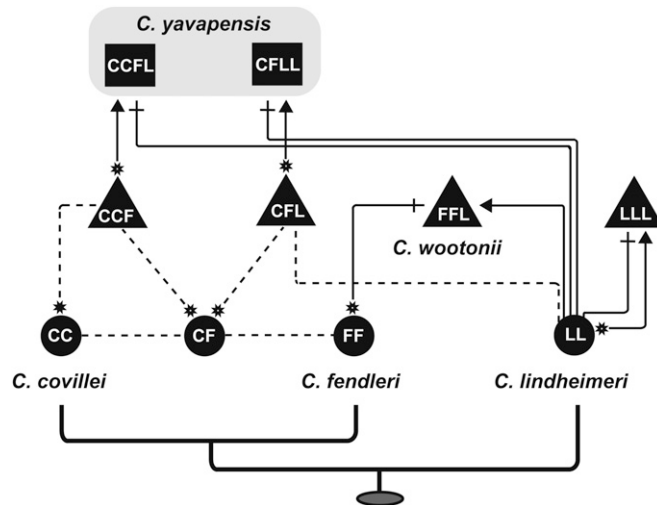 C. yavapensis
CCFL CFLL
CCF CFL FFL LLL
C. wootonii
CC CF FF LL
C. covillei C. fendleri C. lindheimeri